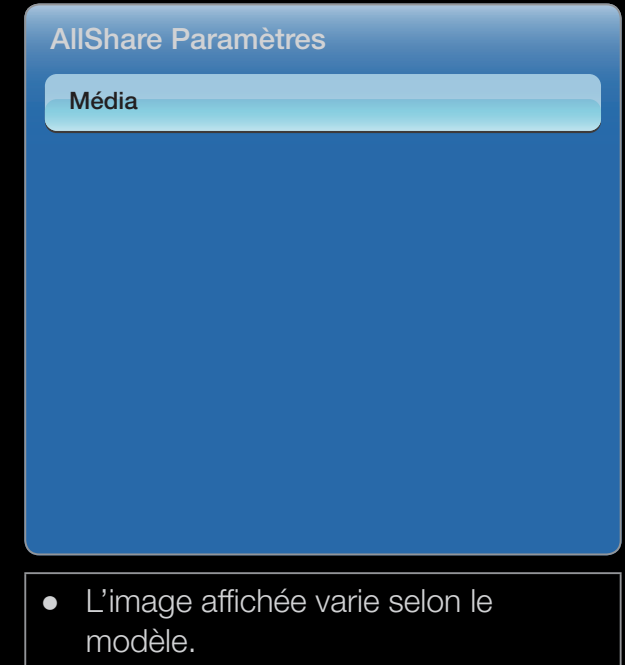 AllShare Paramètres
Média
● L’image affichée varie selon le
modèle.